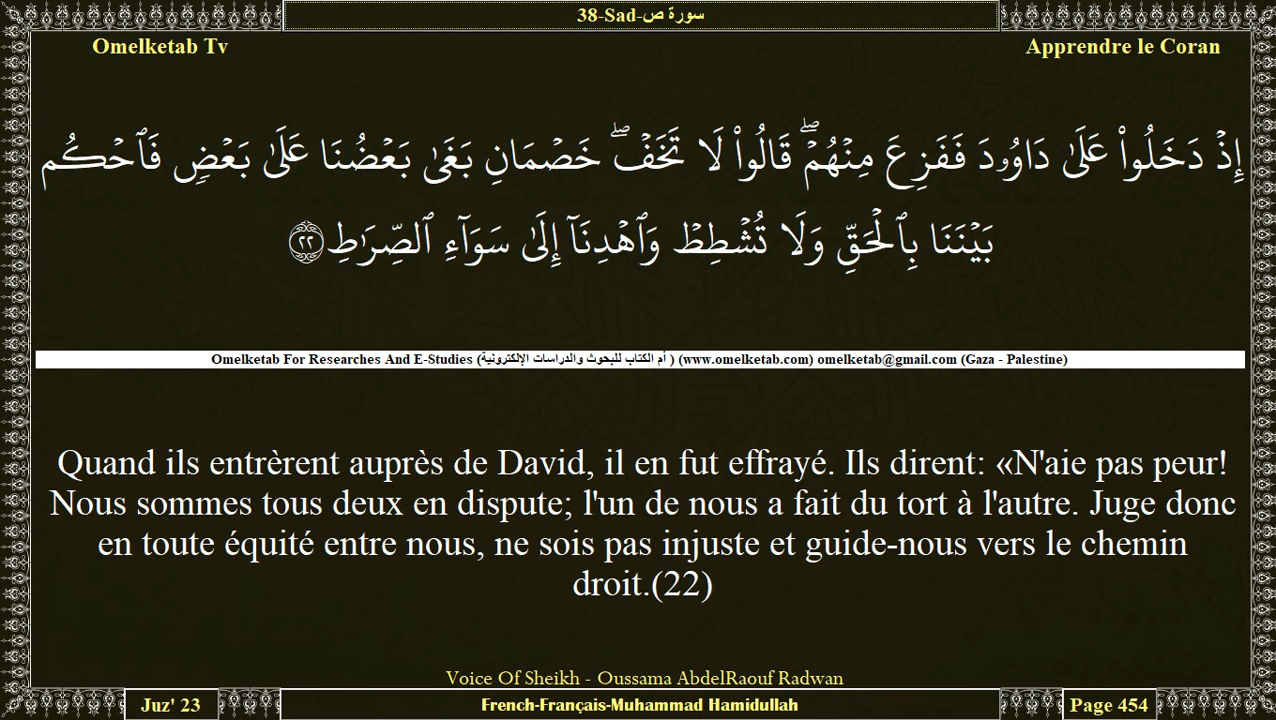 38-Sad-سورة ص
Omelketab Tv
Apprendre le Coran
إِذۡ دَخَلُواْ عَلَىٰ دَاوُۥدَ فَفَزِعَ مِنۡهُمۡۖ قَالُواْ لَا تَخَفۡۖ خَصۡمَانِ بَغَىٰ بَعۡضُنَا عَلَىٰ بَعۡضٖ فَٱحۡكُم
بَيۡنَنَا بِٱلۡحَقِّ وَلَا تُشۡطِطۡ وَٱهۡدِنَآ إِلَىٰ سَوَآءِ ٱلصِّرَٰطِ ٢٢
Omelketab For Researches And E-Studies (أم الكتاب للبحوث والدراسات الإلكترونية ) (www.omelketab.com) omelketab@gmail.com (Gaza - Palestine)
Quand ils entrèrent auprès de David, il en fut effrayé. Ils dirent: «N'aie pas peur!
Nous sommes tous deux en dispute; l'un de nous a fait du tort à l'autre. Juge donc
en toute équité entre nous, ne sois pas injuste et guide-nous vers le chemin
droit.(22)
Voice Of Sheikh - Oussama AbdelRaouf Radwan
Juz' 23
French-Français-Muhammad Hamidullah
Page 454